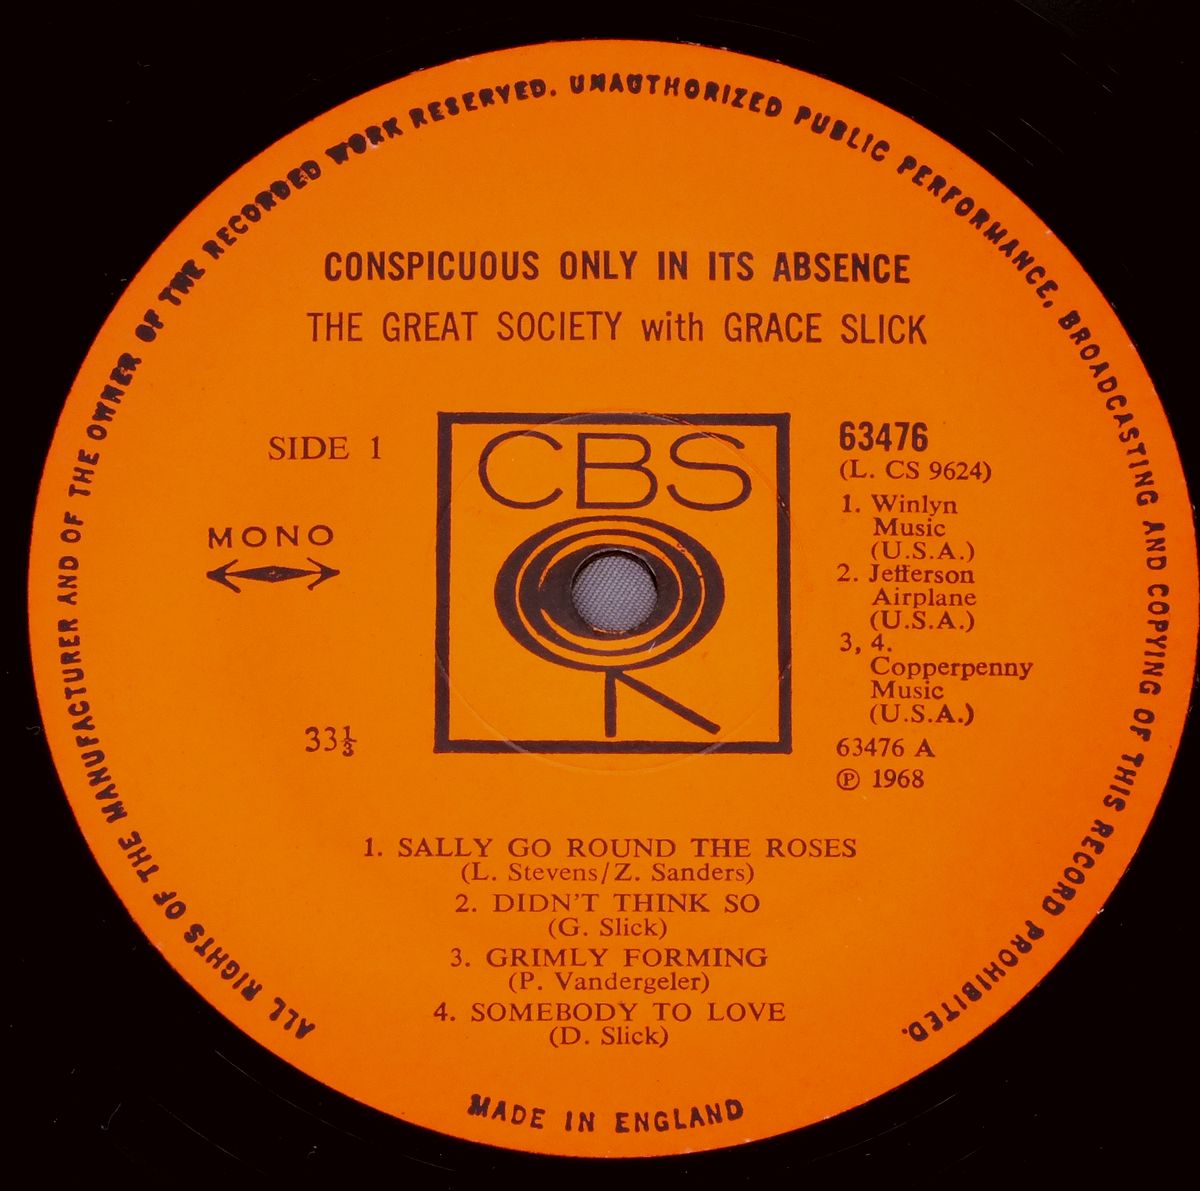 ALL RIGHTS OF THE MANUFACTURER AND OF THE OWNER OF THE RECORDED WORK RESERVED. UNAUTHORIZED PUBLIC PERFORMANCE, BROADCASTING AND COPYING OF THIS RECORD PROHIBITED.
CONSPICUOUS ONLY IN ITS ABSENCE
THE GREAT SOCIETY with GRACE SLICK
SIDE 1
MONO
33⅓
CBS
63476
(L. CS 9624)
1. Winlyn
Music
(U.S.A.)
2. Jefferson
Airplane
(U.S.A.)
3, 4.
Copperpenny
Music
(U.S.A.)
63476 A
℗ 1968
1. SALLY GO ROUND THE ROSES
(L. Stevens/Z. Sanders)
2. DIDN'T THINK SO
(G. Slick)
3. GRIMLY FORMING
(P. Vandergeler)
4. SOMEBODY TO LOVE
(D. Slick)
MADE IN ENGLAND